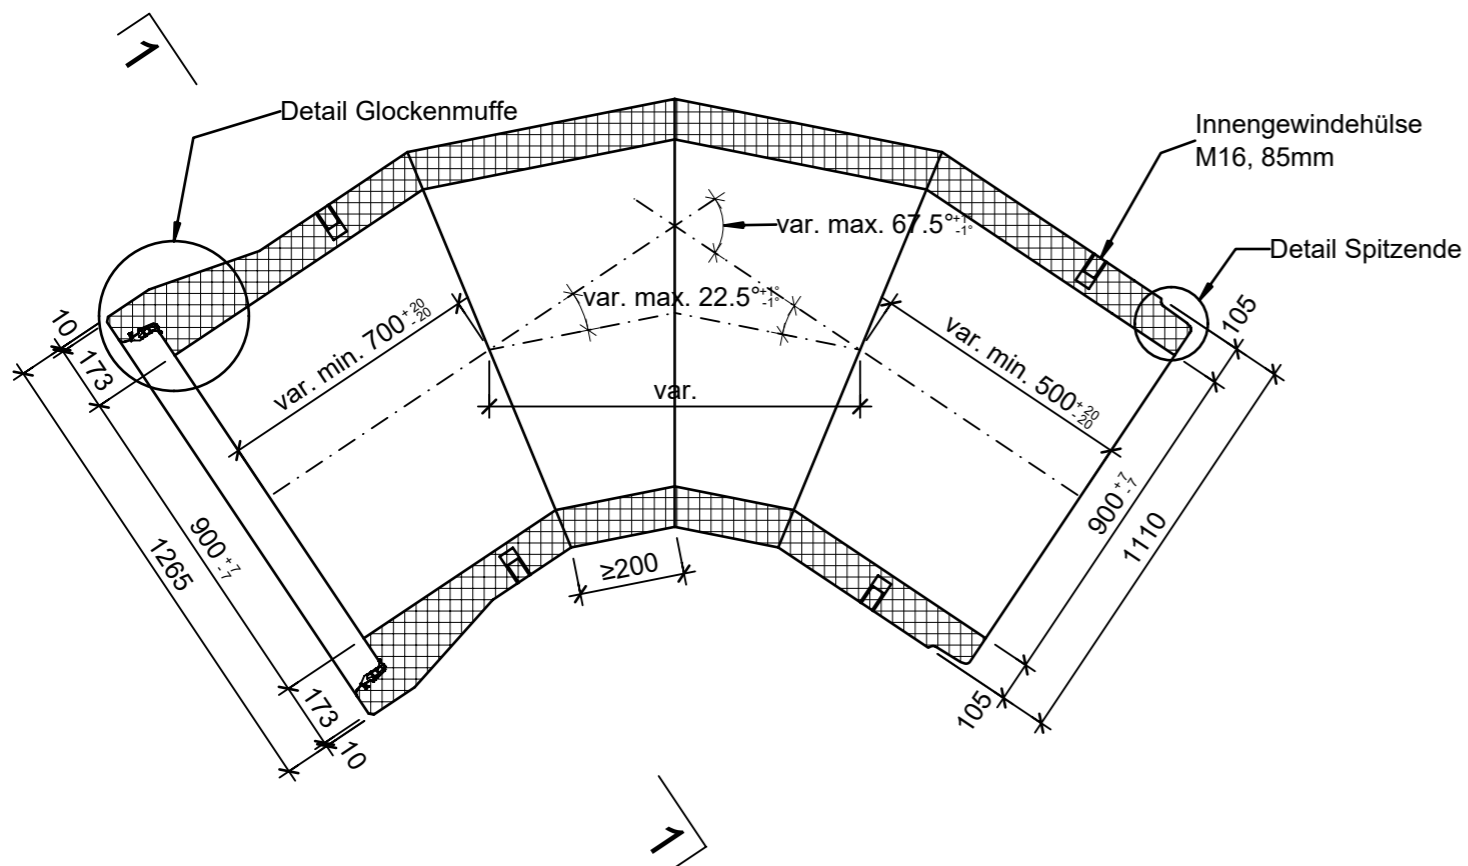 1
Detail Glockenmuffe
Innengewindehülse
M16, 85mm
var. max. 67.5°+1°-1°
Detail Spitzende
var. max. 22.5°+1°-1°
10
173
var. min. 700+20-20
var. min. 500+20-20
105
var.
900+7-7
1265
900+7-7
1110
≥200
173
10
105
1